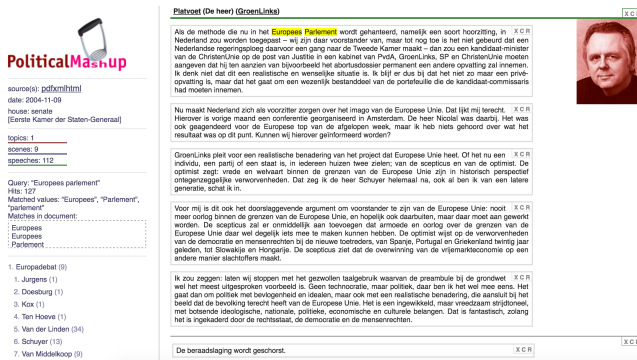 PoliticalMashup
source(s): pdf|xml|html
date: 2004-11-09
house: senate
[Eerste Kamer der Staten-Generaal]
topics: 1
scenes: 9
speeches: 112
Query: "Europees parlement"
Hits: 127
Matched values: "Europees", "Parlement",
"parlement"
Matches in document:
Europees
Europees
Parlement
1. Europadebat (9)
1. Jurgens (1)
2. Doesburg (1)
3. Kox (1)
4. Ten Hoeve (1)
5. Van der Linden (34)
6. Schuyer (13)
7. Van Middelkoop (9)
Platvoet (De heer) (GroenLinks)
X C
X C R
Als de methode die nu in het Europees Parlement wordt gehanteerd, namelijk een soort hoorzitting, in
Nederland zou worden toegepast – wij zijn daar voorstander van, maar tot nog toe is het niet gebeurd dat een
Nederlandse regeringsploeg daarvoor een gang naar de Tweede Kamer maakt – dan zou een kandidaat-minister
van de ChristenUnie op de post van Justitie in een kabinet van PvdA, GroenLinks, SP en ChristenUnie moeten
aangeven dat hij ten aanzien van bijvoorbeeld het abortusdossier permanent een andere opvatting zal innemen.
Ik denk niet dat dit een realistische en wenselijke situatie is. Ik blijf er dus bij dat het niet zo maar een privé-
opvatting is, maar dat het gaat om een wezenlijk bestanddeel van de portefeuille die de kandidaat-commissaris
had moeten innemen.
X C R
Nu maakt Nederland zich als voorzitter zorgen over het imago van de Europese Unie. Dat lijkt mij terecht.
Hierover is vorige maand een conferentie georganiseerd in Amsterdam. De heer Nicolaï was daarbij. Het was
ook geagendeerd voor de Europese top van de afgelopen week, maar ik heb niets gehoord over wat het
resultaat was op dit punt. Kunnen wij hierover geïnformeerd worden?
X C R
GroenLinks pleit voor een realistische benadering van het project dat Europese Unie heet. Of het nu een
individu, een partij of een staat is, in iedereen huizen twee zielen; van de scepticus en van de optimist. De
optimist zegt: vrede en welvaart binnen de grenzen van de Europese Unie zijn in historisch perspectief
ontegenzeggelijke verworvenheden. Dat zeg ik de heer Schuyer helemaal na, ook al ben ik van een latere
generatie, schat ik in.
X C R
Voor mij is dit ook het doorslaggevende argument om voorstander te zijn van de Europese Unie: nooit
meer oorlog binnen de grenzen van de Europese Unie, en hopelijk ook daarbuiten, maar daar moet aan gewerkt
worden. De scepticus zal er onmiddellijk aan toevoegen dat armoede en oorlog over de grenzen van de
Europese Unie daar wel degelijk iets mee te maken kunnen hebben. De optimist wijst op de verworvenheden
van de democratie en mensenrechten bij de nieuwe toetreders, van Spanje, Portugal en Griekenland twintig jaar
geleden, tot Slowakije en Hongarije. De scepticus ziet dat de overwinning van de vrijemarkteconomie op een
andere manier slachtoffers maakt.
X C R
Ik zou zeggen: laten wij stoppen met het gezwollen taalgebruik waarvan de preambule bij de grondwet
wel het meest uitgesproken voorbeeld is. Geen technocratie, maar politiek, daar ben ik het wel mee eens. Het
gaat dan om politiek met bevlogenheid en idealen, maar ook met een realistische benadering, die aansluit bij het
beeld dat de bevolking terecht heeft van de Europese Unie. Het is een ingewikkeld, maar vreedzaam strijdtoneel,
met botsende ideologische, nationale, politieke, economische en culturele belangen. Dat is fantastisch, zolang
het is ingekaderd door de rechtsstaat, de democratie en de mensenrechten.
X C
De beraadslaging wordt geschorst.
X C R